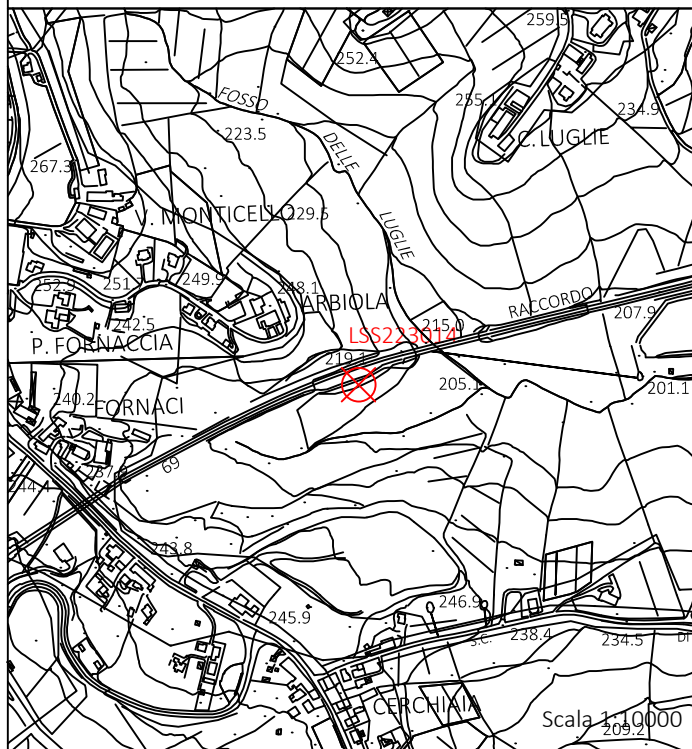 259.5
252.4
255.1
FOSSO
234.9
223.5
DELLE
C. LUGLIE
267.3
V. MONTICELLO
229.5
LUGLIE
249.9
252.9
251.
248.1
ARBIOLA
RACCORDO
215.0
207.9
242.5
LSS223014
P. FORNACCIA
219.1
205.1
201.1
240.2
FORNACI
69
244.4
243.8
246.9
245.9
S.C.
238.4
234.5
DI
CERCHIAIA
Scala 1:10000
209.2